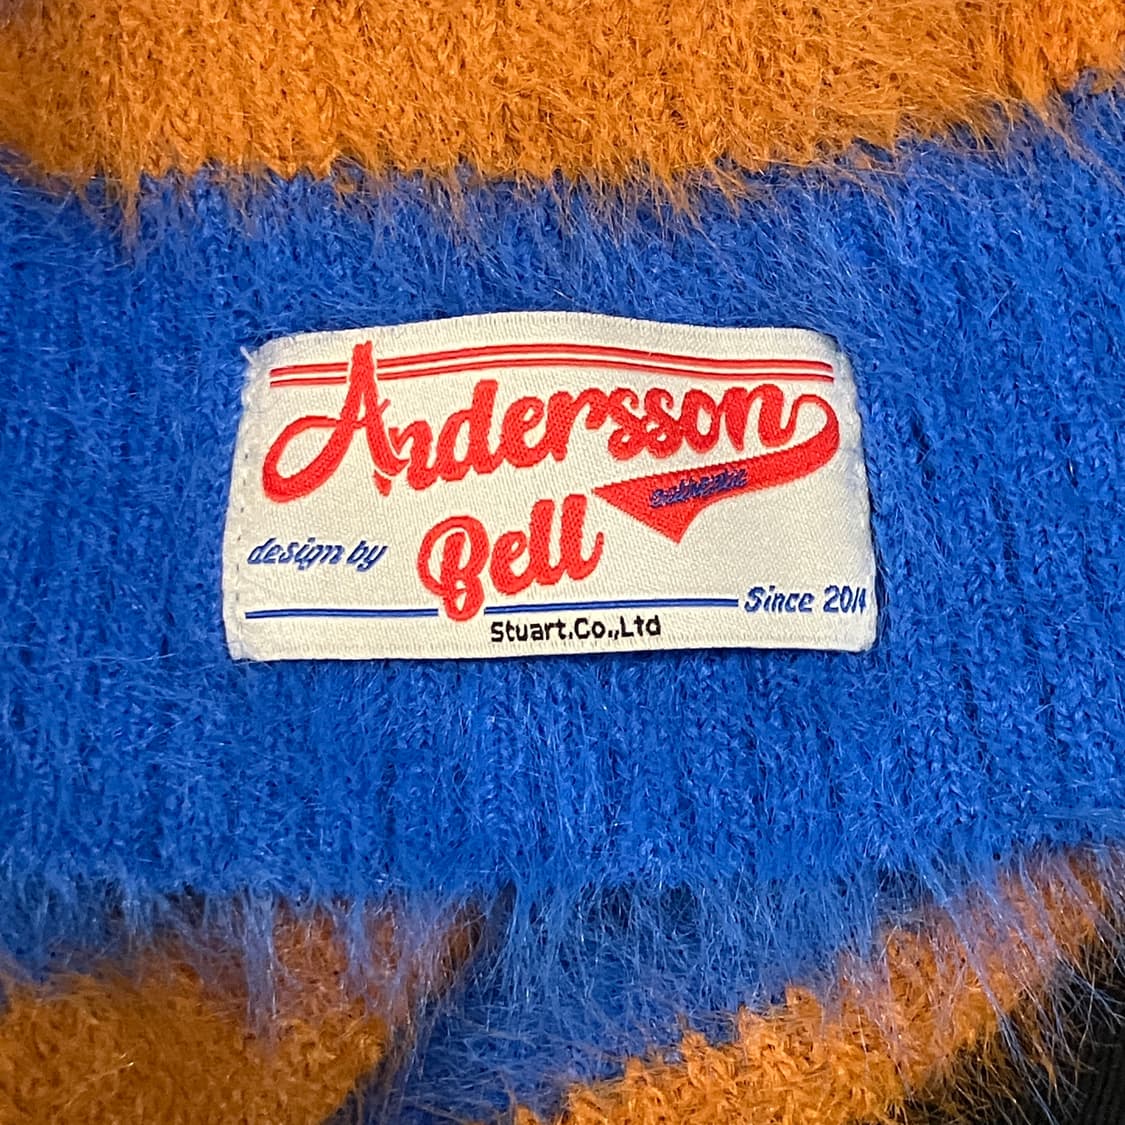 Andersson
Bell
design by
Since 2014
Stuart.Co.,Ltd